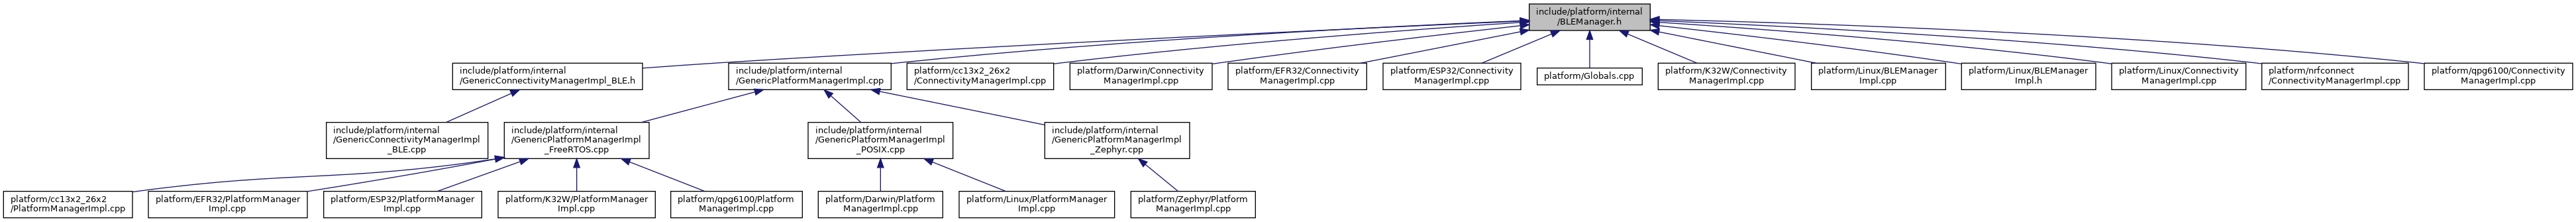 include/platform/internal
/BLEManager.h
include/platform/internal
/GenericConnectivityManagerImpl_BLE.h
include/platform/internal
/GenericPlatformManagerImpl.cpp
platform/cc13x2_26x2
/ConnectivityManagerImpl.cpp
platform/Darwin/Connectivity
ManagerImpl.cpp
platform/EFR32/Connectivity
ManagerImpl.cpp
platform/ESP32/Connectivity
ManagerImpl.cpp
platform/Globals.cpp
platform/K32W/Connectivity
ManagerImpl.cpp
platform/Linux/BLEManager
Impl.cpp
platform/Linux/BLEManager
Impl.h
platform/Linux/Connectivity
ManagerImpl.cpp
platform/nrfconnect
/ConnectivityManagerImpl.cpp
platform/qpg6100/Connectivity
ManagerImpl.cpp
include/platform/internal
/GenericConnectivityManagerImpl
_BLE.cpp
include/platform/internal
/GenericPlatformManagerImpl
_FreeRTOS.cpp
include/platform/internal
/GenericPlatformManagerImpl
_POSIX.cpp
include/platform/internal
/GenericPlatformManagerImpl
_Zephyr.cpp
platform/cc13x2_26x2
/PlatformManagerImpl.cpp
platform/EFR32/PlatformManager
Impl.cpp
platform/ESP32/PlatformManager
Impl.cpp
platform/K32W/PlatformManager
Impl.cpp
platform/qpg6100/Platform
ManagerImpl.cpp
platform/Darwin/Platform
ManagerImpl.cpp
platform/Linux/PlatformManager
Impl.cpp
platform/Zephyr/Platform
ManagerImpl.cpp